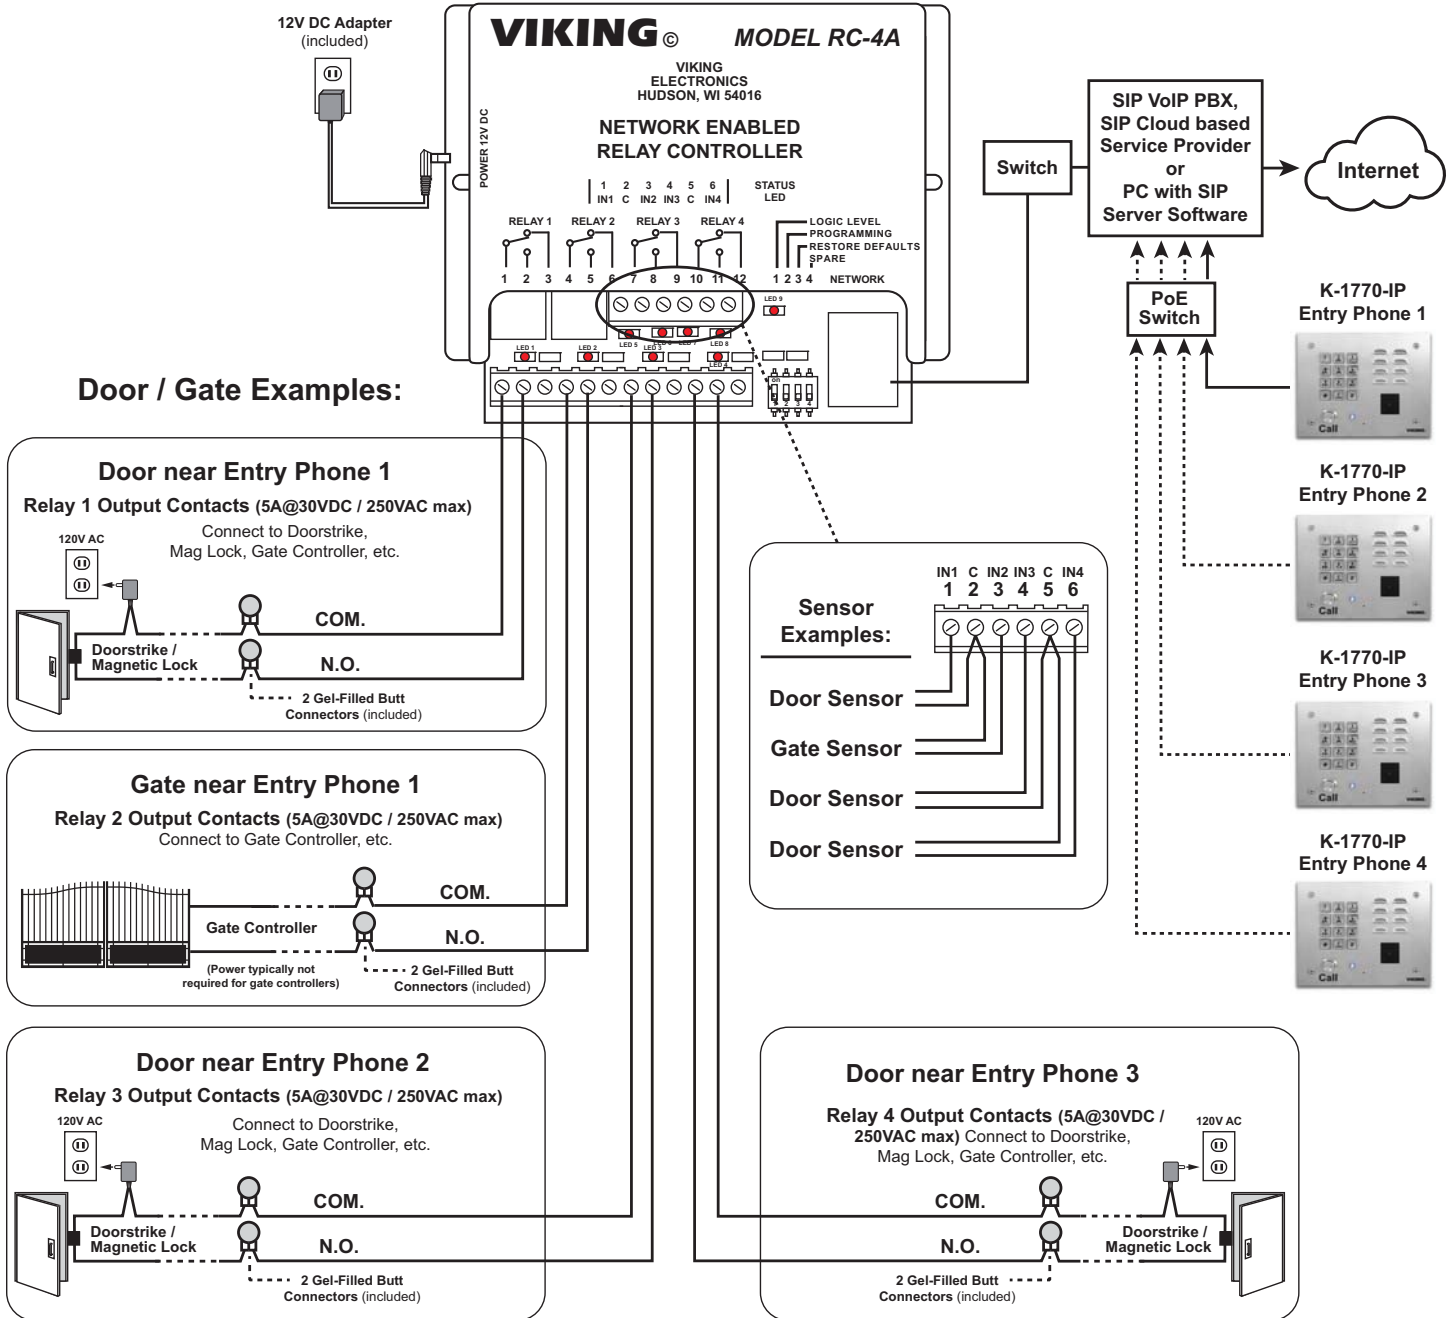 12V DC Adapter
(included)
VIKING © MODEL RC-4A
VIKING
ELECTRONICS
HUDSON, WI 54016
POWER 12V DC
NETWORK ENABLED
RELAY CONTROLLER
1 2 3 4 5 6
IN1 C IN2 IN3 C IN4
STATUS
LED
RELAY 1 RELAY 2 RELAY 3 RELAY 4
LOGIC LEVEL
PROGRAMMING
RESTORE DEFAULTS
SPARE
1 2 3 4 5 6 7 8 9 10 11 12 1 2 3 4 NETWORK
LED 9
LED 5 LED 8
LED 1 LED 2 LED 3 LED 4
on
1 2 3 4
Switch
SIP VoIP PBX,
SIP Cloud based
Service Provider
or
PC with SIP
Server Software
Internet
PoE
Switch
K-1770-IP
Entry Phone 1
Call
VIKING
K-1770-IP
Entry Phone 2
Call
VIKING
K-1770-IP
Entry Phone 3
Call
VIKING
K-1770-IP
Entry Phone 4
Call
VIKING
Door / Gate Examples:
Door near Entry Phone 1
Relay 1 Output Contacts (5A@30VDC / 250VAC max)
Connect to Doorstrike,
Mag Lock, Gate Controller, etc.
120V AC
COM.
Doorstrike /
Magnetic Lock
N.O.
2 Gel-Filled Butt
Connectors (included)
Gate near Entry Phone 1
Relay 2 Output Contacts (5A@30VDC / 250VAC max)
Connect to Gate Controller, etc.
COM.
Gate Controller
N.O.
(Power typically not
required for gate controllers)
2 Gel-Filled Butt
Connectors (included)
Door near Entry Phone 2
Relay 3 Output Contacts (5A@30VDC / 250VAC max)
Connect to Doorstrike,
Mag Lock, Gate Controller, etc.
120V AC
COM.
Doorstrike /
Magnetic Lock
N.O.
2 Gel-Filled Butt
Connectors (included)
Sensor
Examples:
IN1 C IN2 IN3 C IN4
1 2 3 4 5 6
Door Sensor
Gate Sensor
Door Sensor
Door Sensor
Door near Entry Phone 3
Relay 4 Output Contacts (5A@30VDC /
250VAC max) Connect to Doorstrike,
Mag Lock, Gate Controller, etc.
120V AC
COM.
Doorstrike /
Magnetic Lock
N.O.
2 Gel-Filled Butt
Connectors (included)